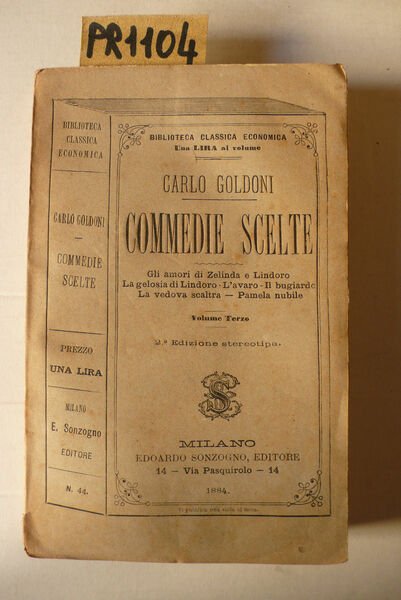 PR1104
BIBLIOTECA
CLASSICA
ECONOMICA
CARLO GOLDONI
COMMEDIE
SCELTE
PREZZO
UNA LIRA
MILANO
E. Sonzogno
EDITORE
N. 44.
BIBLIOTECA CLASSICA ECONOMICA
Una LIRA al volume
CARLO GOLDONI
COMMEDIE SCELTE
Gli amori di Zelinda e Lindoro
La gelosia di Lindoro - L'avaro - Il bugiardo
La vedova scaltra — Pamela nubile
Volume Terzo
2.ª Edizione stereotipa.
MILANO
EDOARDO SONZOGNO, EDITORE
14 — Via Pasquirolo — 14
1884.